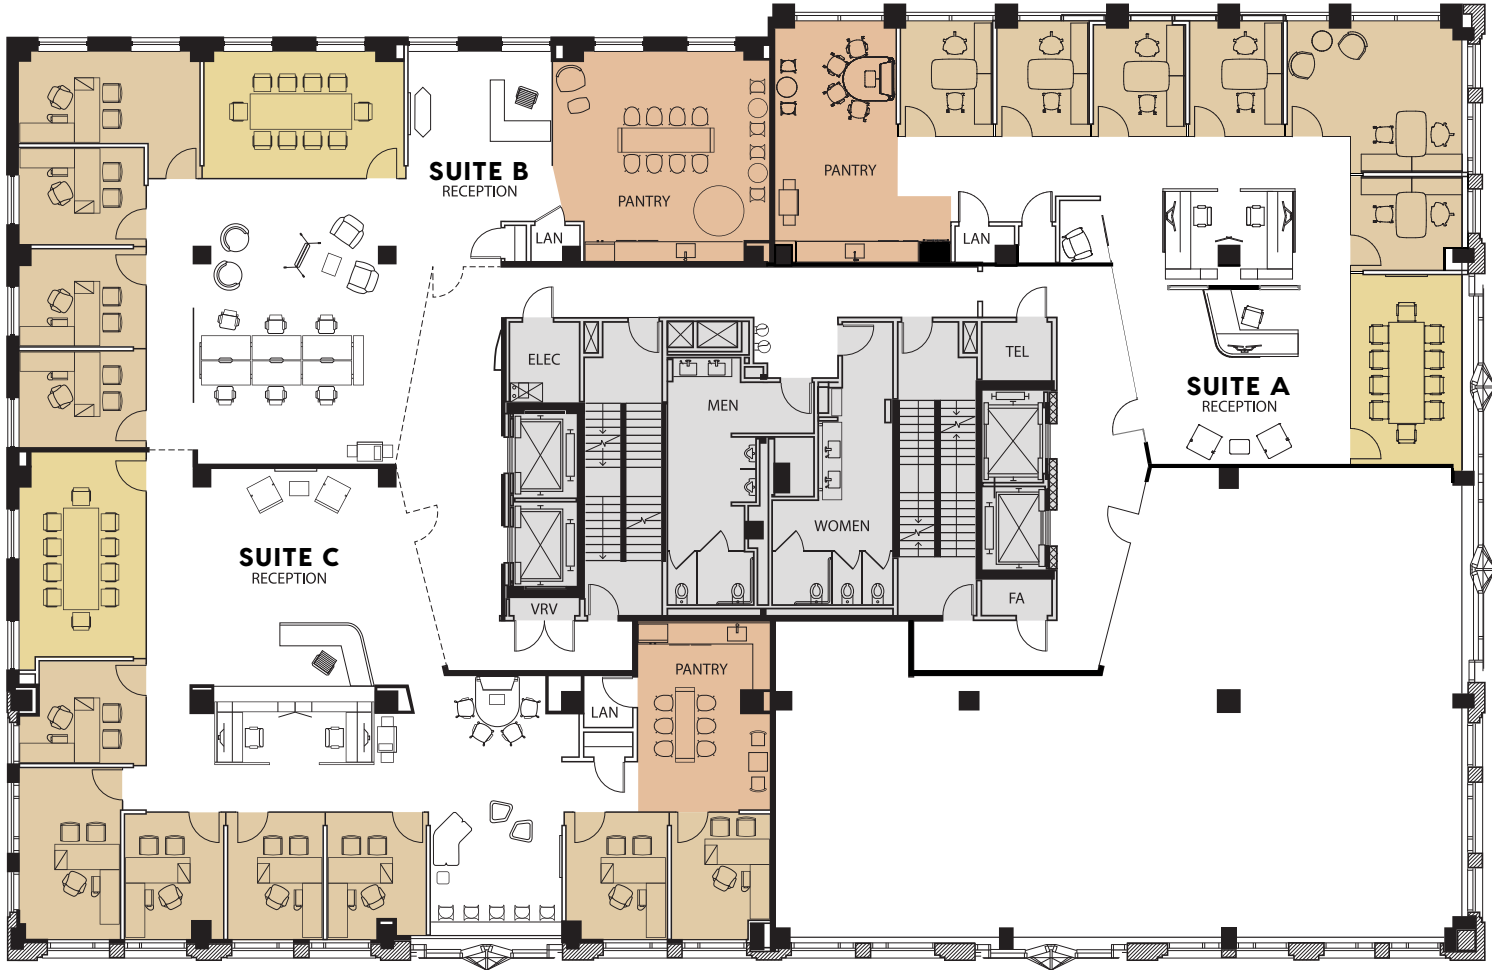 SUITE B
RECEPTION
PANTRY
LAN
PANTRY
LAN
ELEC
TEL
MEN
SUITE A
RECEPTION
WOMEN
SUITE C
RECEPTION
VRV
FA
PANTRY
LAN